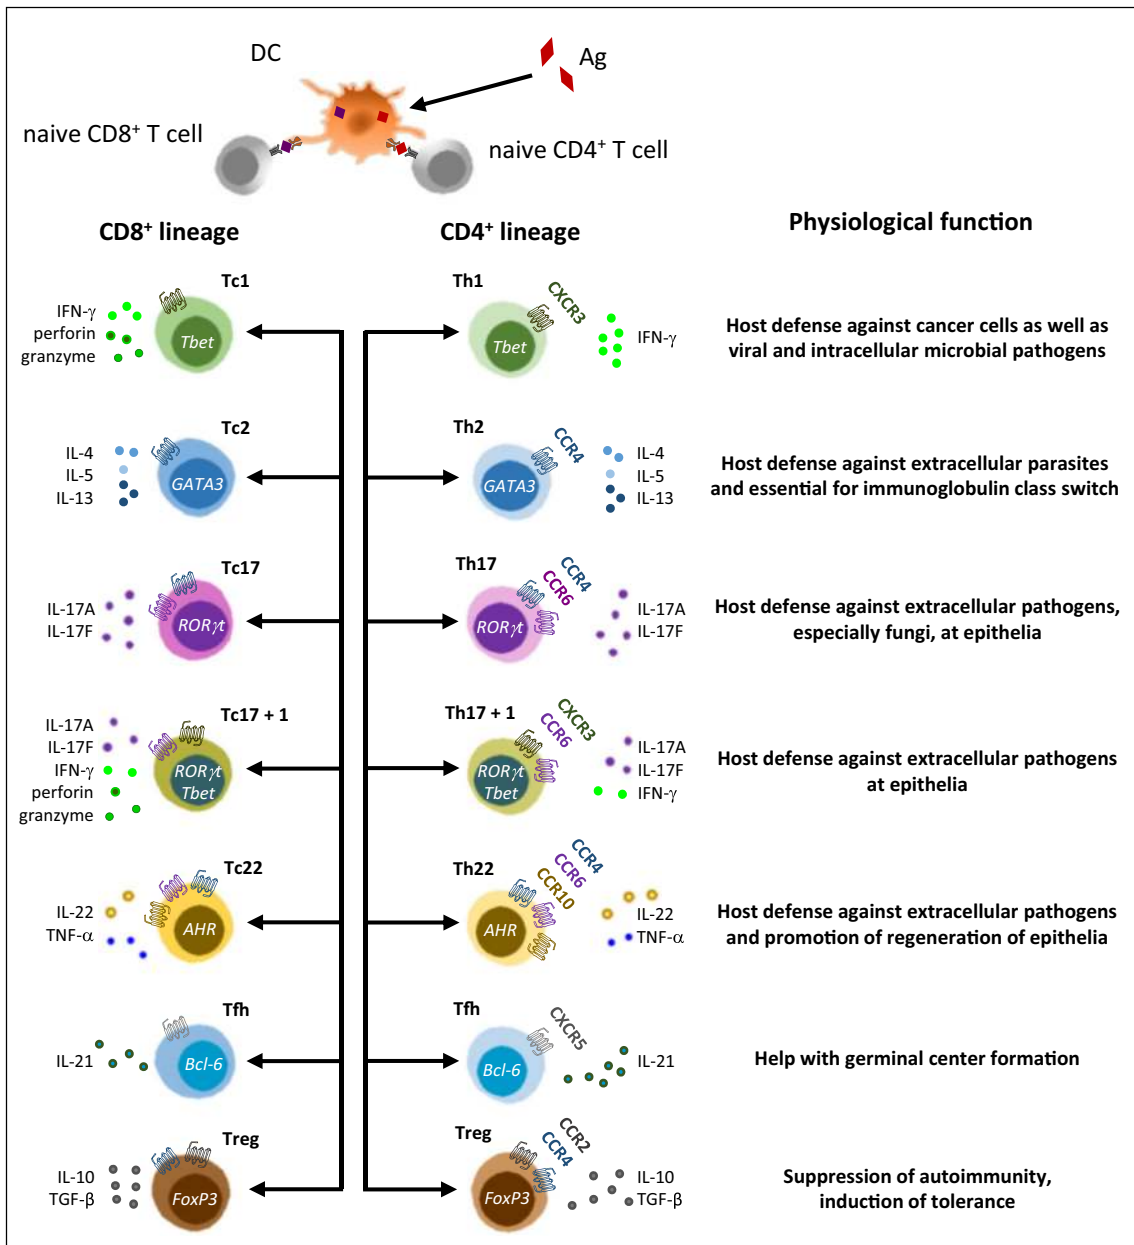 DC
Ag
naive CD8⁺ T cell
naive CD4⁺ T cell
CD8⁺ lineage
CD4⁺ lineage
Physiological function
Tc1
IFN-γ
perforin
granzyme
Tbet
Th1
CXCR3
Tbet
IFN-γ
Host defense against cancer cells as well as
viral and intracellular microbial pathogens
Tc2
IL-4
IL-5
IL-13
GATA3
Th2
CCR4
GATA3
IL-4
IL-5
IL-13
Host defense against extracellular parasites
and essential for immunoglobulin class switch
Tc17
IL-17A
IL-17F
RORγt
Th17
CCR4
CCR6
RORγt
IL-17A
IL-17F
Host defense against extracellular pathogens,
especially fungi, at epithelia
Tc17 + 1
IL-17A
IL-17F
IFN-γ
perforin
granzyme
RORγt
Tbet
Th17 + 1
CXCR3
CCR6
RORγt
Tbet
IL-17A
IL-17F
IFN-γ
Host defense against extracellular pathogens
at epithelia
Tc22
IL-22
TNF-α
AHR
Th22
CCR4
CCR6
CCR10
AHR
IL-22
TNF-α
Host defense against extracellular pathogens
and promotion of regeneration of epithelia
Tfh
IL-21
Bcl-6
Tfh
CXCR5
Bcl-6
IL-21
Help with germinal center formation
Treg
IL-10
TGF-β
FoxP3
Treg
CCR2
CCR4
FoxP3
IL-10
TGF-β
Suppression of autoimmunity,
induction of tolerance